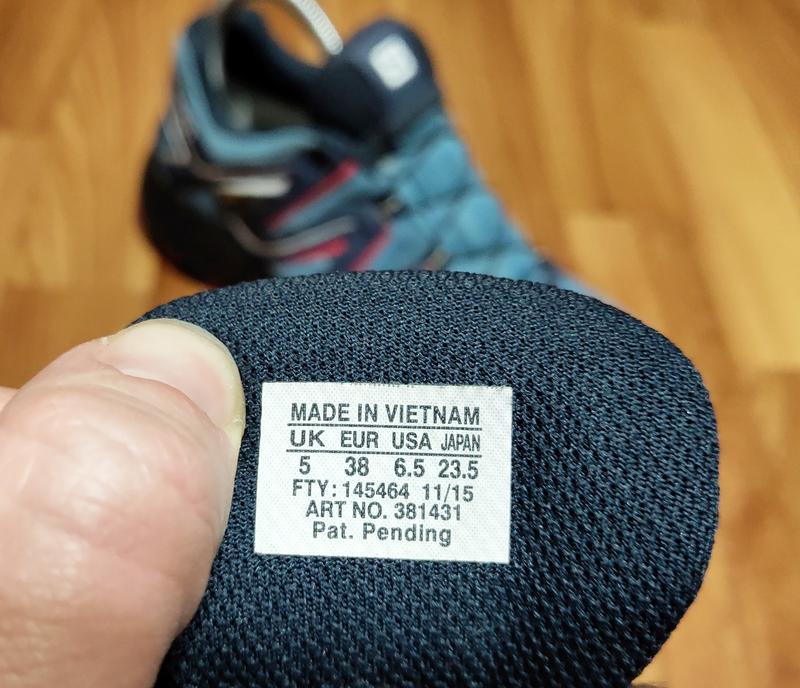 MADE IN VIETNAM
UK EUR USA JAPAN
5 38 6.5 23.5
FTY: 145464 11/15
ART NO. 381431
Pat. Pending